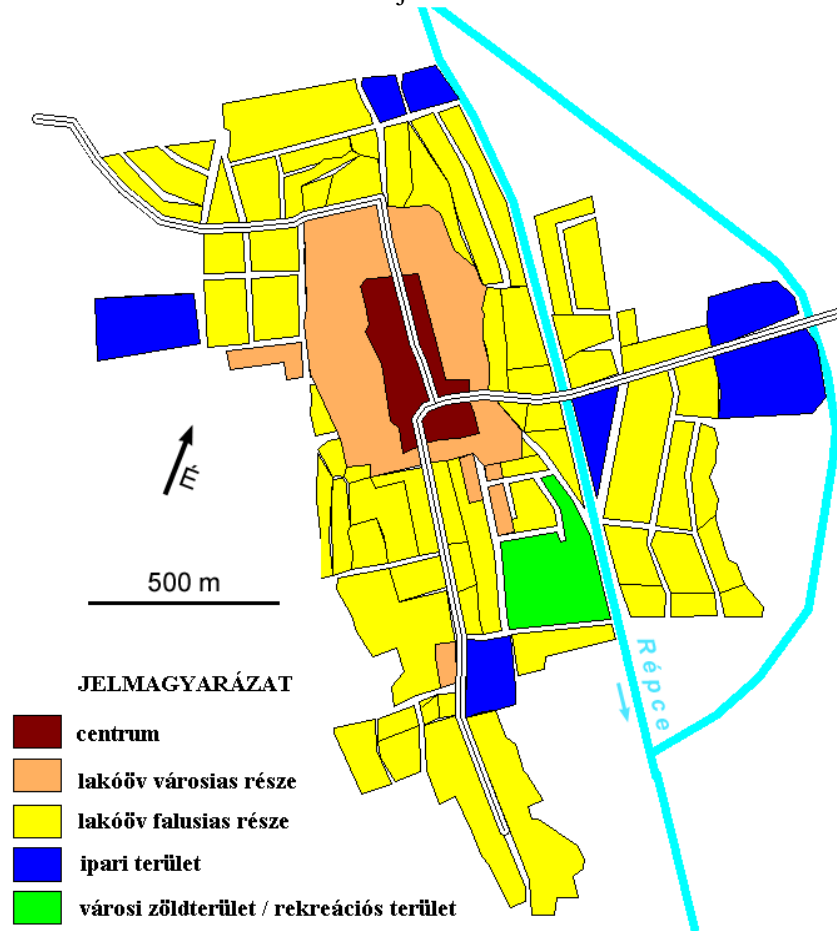 É
500 m
Répce
JELMAGYARÁZAT
centrum
lakóöv városias része
lakóöv falusias része
ipari terület
városi zöldterület / rekreációs terület